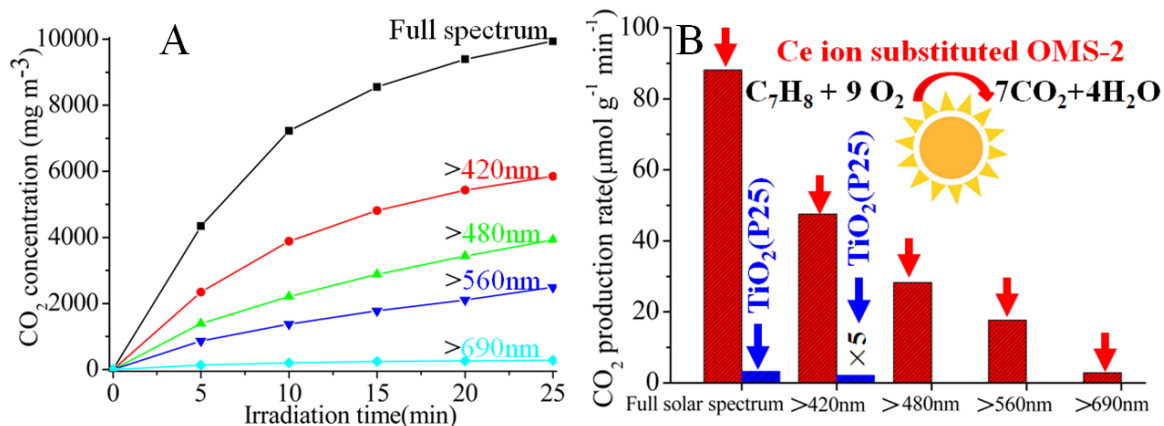 A
Full spectrum
>420nm
>480nm
>560nm
>690nm
CO₂ concentration (mg m⁻³)
10000
8000
6000
4000
2000
0
0 5 10 15 20 25
Irradiation time(min)
B
Ce ion substituted OMS-2
C₇H₈ + 9 O₂ 7CO₂+4H₂O
TiO₂(P25)
TiO₂(P25)
×5
CO₂ production rate(μmol g⁻¹ min⁻¹)
100
80
60
40
20
0
Full solar spectrum >420nm >480nm >560nm >690nm